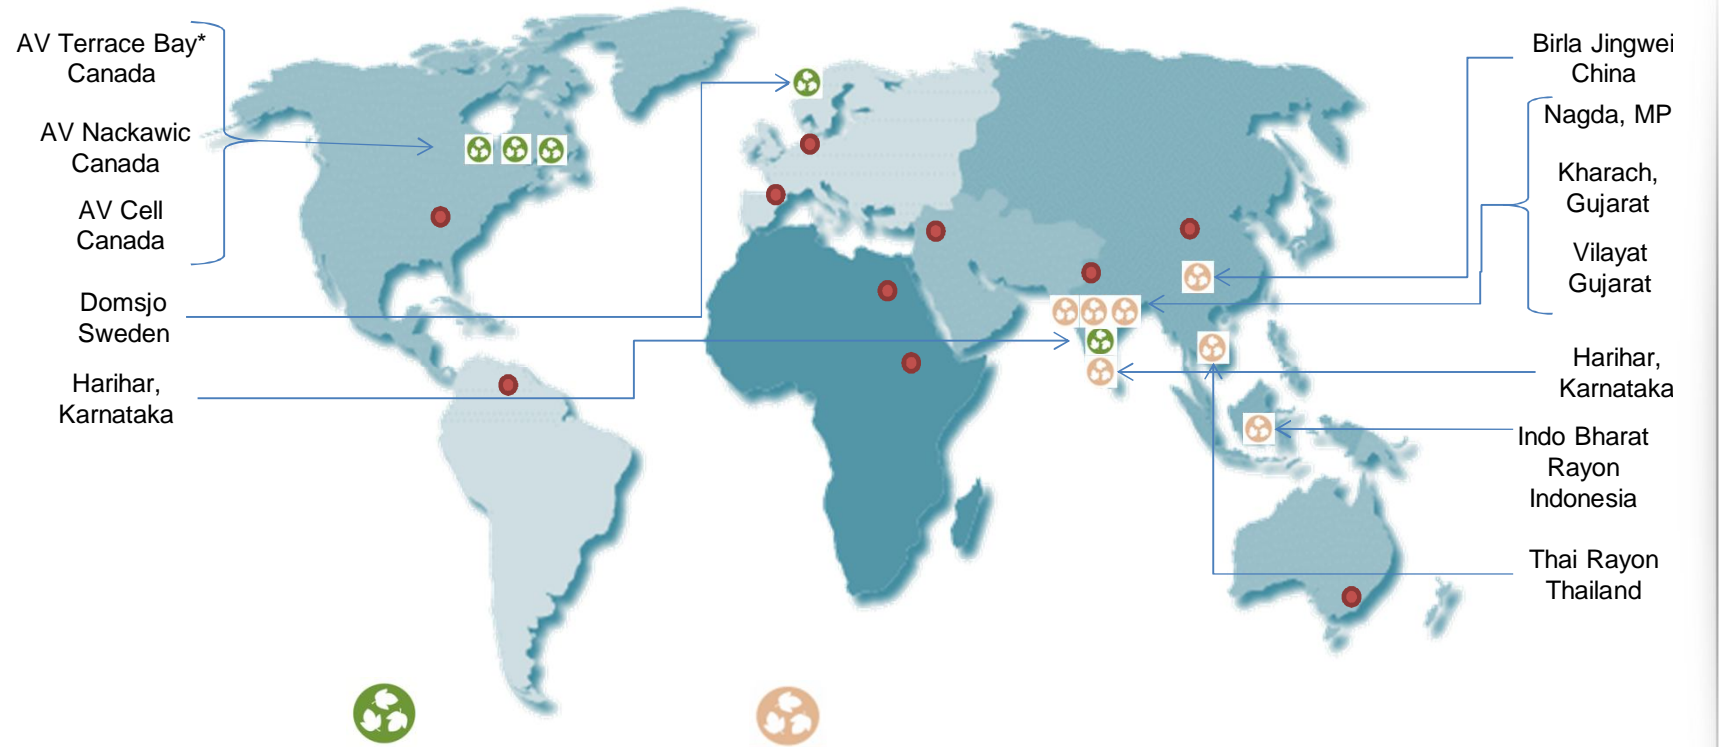 AV Terrace Bay*
Canada
AV Nackawic
Canada
AV Cell
Canada
Domsjo
Sweden
Harihar,
Karnataka
Birla Jingwei
China
Nagda, MP
Kharach,
Gujarat
Vilayat
Gujarat
Harihar,
Karnataka
Indo Bharat
Rayon
Indonesia
Thai Rayon
Thailand